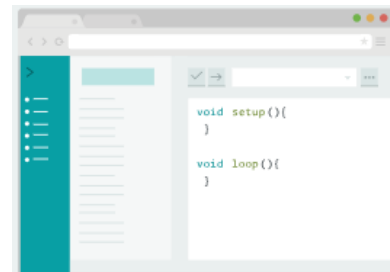 void setup(){
}
void loop(){
}